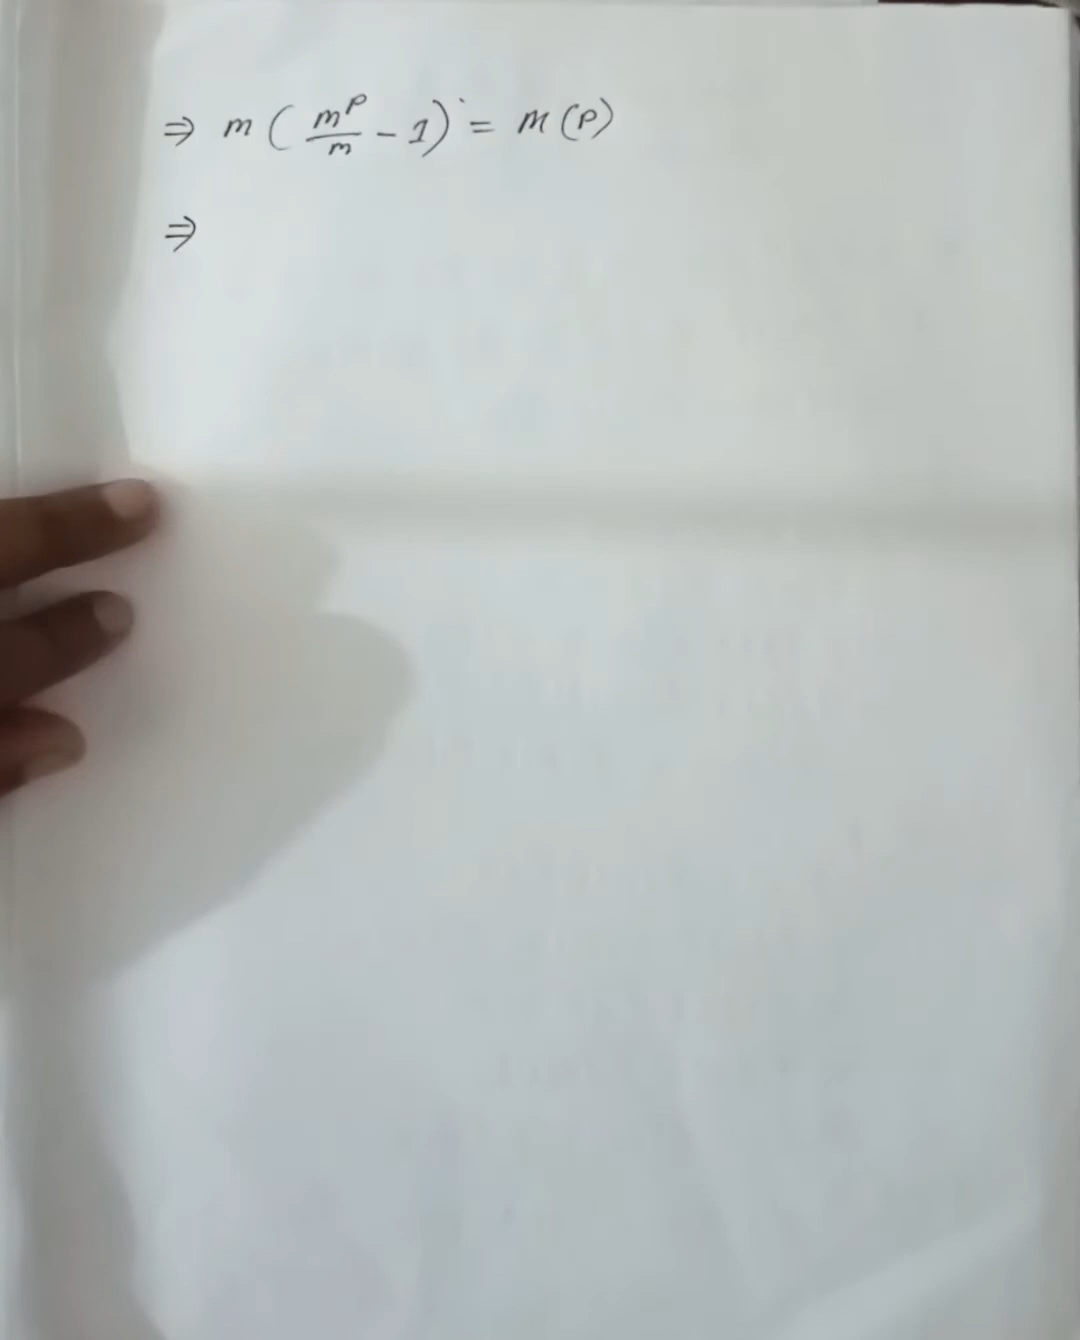 ⇒ m ( m^p/m - 1 ) = M (P)
⇒